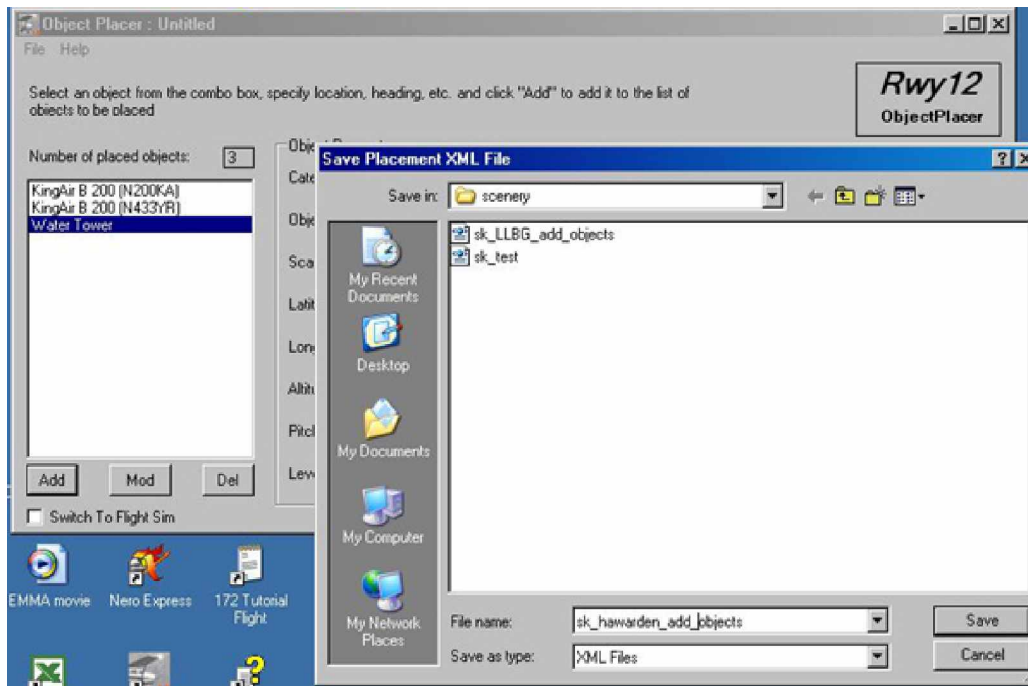 Object Placer : Untitled
File Help
Select an object from the combo box, specify location, heading, etc. and click "Add" to add it to the list of
objects to be placed
Rwy12
ObjectPlacer
Number of placed objects: 3
KingAir B 200 (N200KA)
KingAir B 200 (N433YR)
Water Tower
Add Mod Del
Switch To Flight Sim
Save Placement XML File
Save in: scenery
sk_LLBG_add_objects
sk_test
My Recent
Documents
Desktop
My Documents
My Computer
My Network
Places
File name: sk_hawarden_add_objects Save
Save as type: XML Files Cancel
EMMA movie
Nero Express
172 Tutorial
Flight